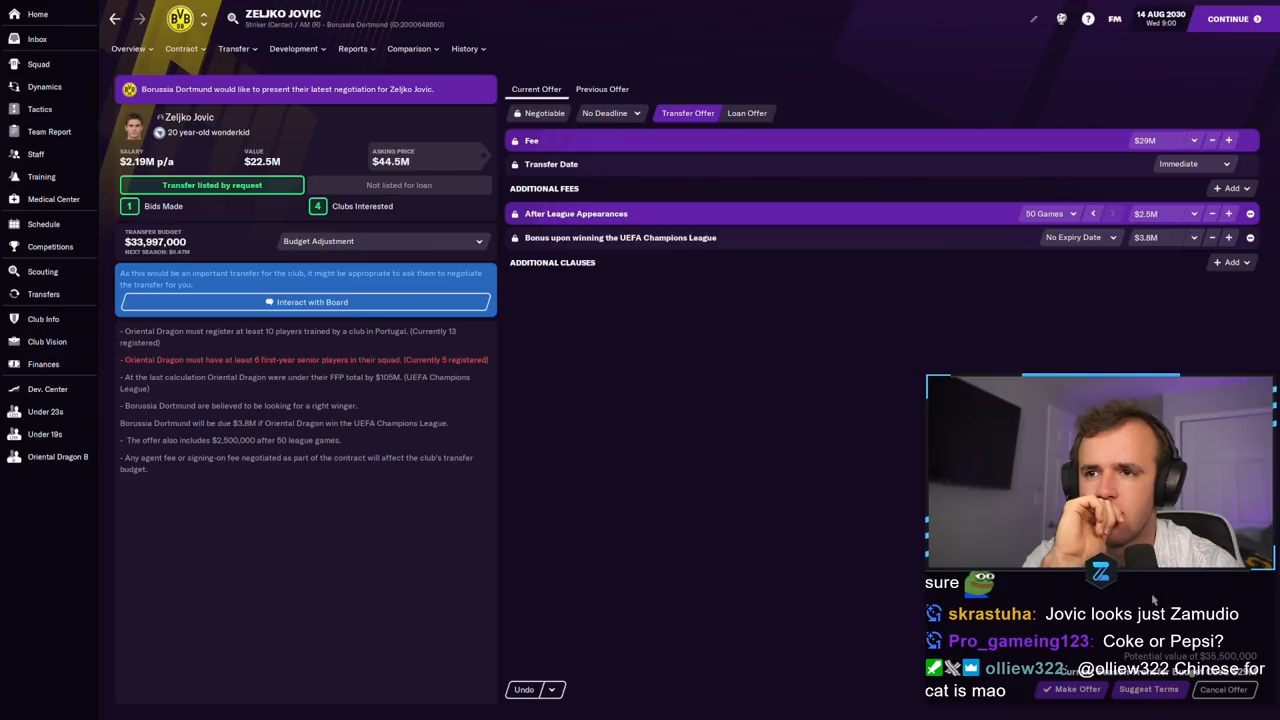 Home
Inbox
Squad
Dynamics
Tactics
Team Report
Staff
Training
Medical Center
Schedule
Competitions
Scouting
Transfers
Club Info
Club Vision
Finances
Dev. Center
Under 23s
Under 19s
Oriental Dragon B
BVB 09
ZELJKO JOVIC
Striker (Center) / AM (R) - Borussia Dortmund (ID:2000648660)
FM
14 AUG 2030
Wed 9:00
CONTINUE
Overview
Contract
Transfer
Development
Reports
Comparison
History
Borussia Dortmund would like to present their latest negotiation for Zeljko Jovic.
Zeljko Jovic
20 year-old wonderkid
SALARY
$2.19M p/a
VALUE
$22.5M
ASKING PRICE
$44.5M
Transfer listed by request
Not listed for loan
1 Bids Made
4 Clubs Interested
TRANSFER BUDGET
$33,997,000
NEXT SEASON: $0.47M
Budget Adjustment
As this would be an important transfer for the club, it might be appropriate to ask them to negotiate
the transfer for you.
Interact with Board
- Oriental Dragon must register at least 10 players trained by a club in Portugal. (Currently 13
registered)
- Oriental Dragon must have at least 6 first-year senior players in their squad. (Currently 5 registered)
- At the last calculation Oriental Dragon were under their FFP total by $105M. (UEFA Champions
League)
- Borussia Dortmund are believed to be looking for a right winger.
Borussia Dortmund will be due $3.8M if Oriental Dragon win the UEFA Champions League.
- The offer also includes $2,500,000 after 50 league games.
- Any agent fee or signing-on fee negotiated as part of the contract will affect the club's transfer
budget.
Current Offer
Previous Offer
Negotiable
No Deadline
Transfer Offer
Loan Offer
Fee
$29M
Transfer Date
Immediate
ADDITIONAL FEES
+ Add
After League Appearances
50 Games
$2.5M
Bonus upon winning the UEFA Champions League
No Expiry Date
$3.8M
ADDITIONAL CLAUSES
+ Add
sure
skrastuha: Jovic looks just Zamudio
Pro_gameing123: Coke or Pepsi?
Potential value of $35,500,000
olliew322: @olliew322 Chinese for
cat is mao
Undo
Make Offer
Suggest Terms
Cancel Offer